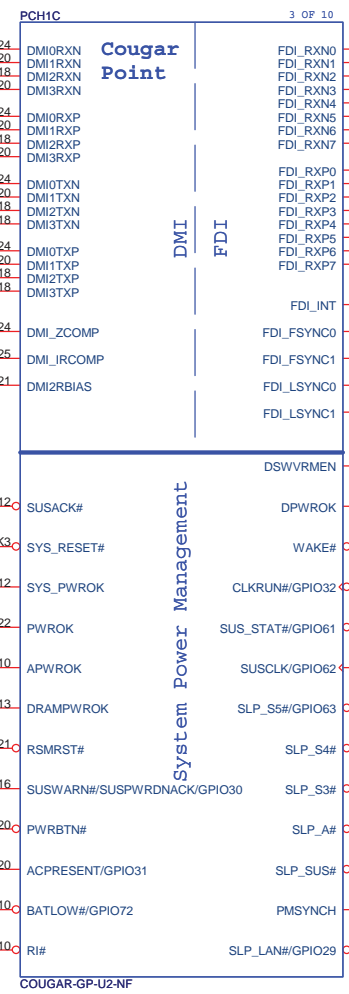 PCH1C
3 OF 10
Cougar
Point
DMI0RXN
DMI1RXN
DMI2RXN
DMI3RXN
DMI0RXP
DMI1RXP
DMI2RXP
DMI3RXP
DMI0TXN
DMI1TXN
DMI2TXN
DMI3TXN
DMI0TXP
DMI1TXP
DMI2TXP
DMI3TXP
DMI_ZCOMP
DMI_IRCOMP
DMI2RBIAS
DMI
FDI
FDI_RXN0
FDI_RXN1
FDI_RXN2
FDI_RXN3
FDI_RXN4
FDI_RXN5
FDI_RXN6
FDI_RXN7
FDI_RXP0
FDI_RXP1
FDI_RXP2
FDI_RXP3
FDI_RXP4
FDI_RXP5
FDI_RXP6
FDI_RXP7
FDI_INT
FDI_FSYNC0
FDI_FSYNC1
FDI_LSYNC0
FDI_LSYNC1
SUSACK#
SYS_RESET#
SYS_PWROK
PWROK
APWROK
DRAMPWROK
RSMRST#
SUSWARN#/SUSPWRDNACK/GPIO30
PWRBTN#
ACPRESENT/GPIO31
BATLOW#/GPIO72
RI#
System Power Management
DSWVRMEN
DPWROK
WAKE#
CLKRUN#/GPIO32
SUS_STAT#/GPIO61
SUSCLK/GPIO62
SLP_S5#/GPIO63
SLP_S4#
SLP_S3#
SLP_A#
SLP_SUS#
PMSYNCH
SLP_LAN#/GPIO29
COUGAR-GP-U2-NF